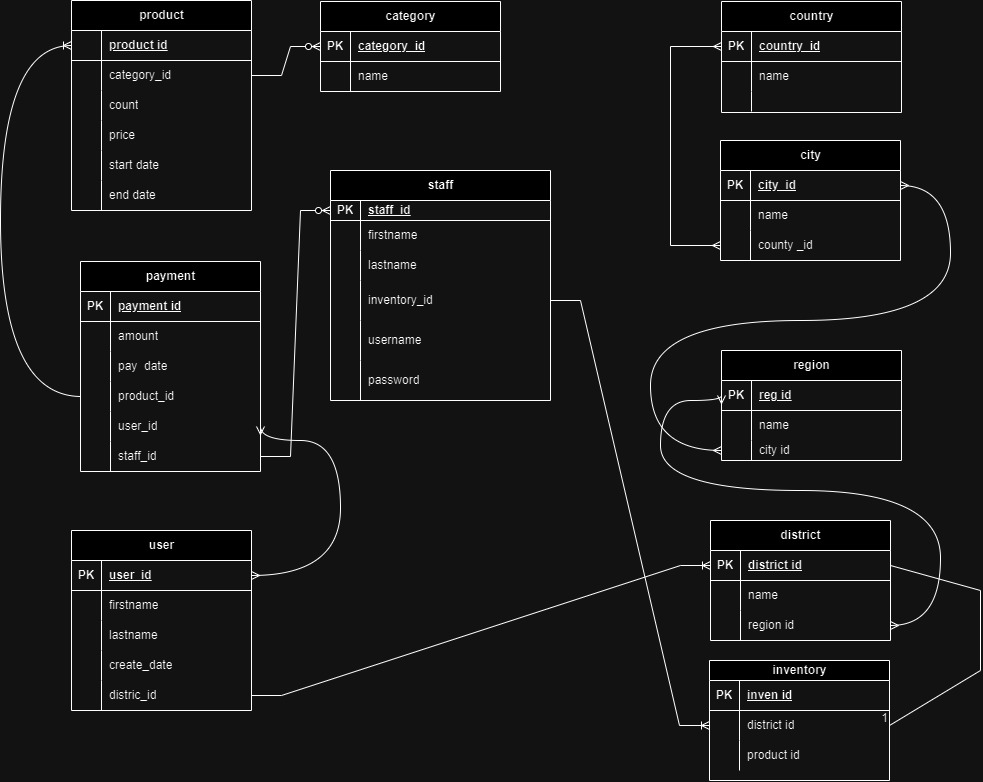 product
product id
category_id
count
price
start date
end date
category
PK category_id
name
country
PK country_id
name
city
PK city_id
name
county _id
staff
PK staff_id
firstname
lastname
inventory_id
username
password
payment
PK payment id
amount
pay date
product_id
user_id
staff_id
region
PK reg id
name
city id
user
PK user_id
firstname
lastname
create_date
distric_id
district
PK district id
name
region id
inventory
PK inven id
district id
1
product id